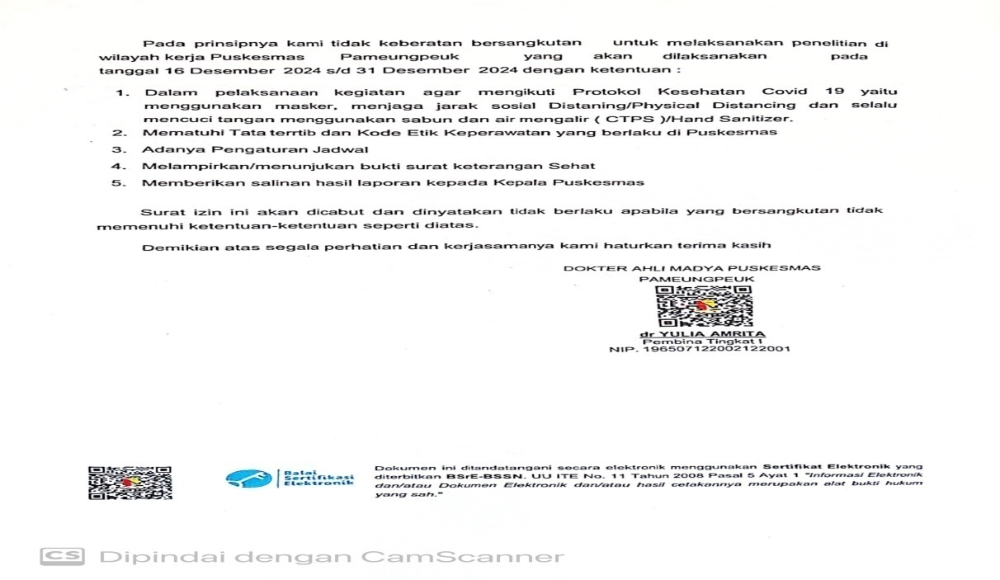 Pada prinsipnya kami tidak keberatan bersangkutan untuk melaksanakan penelitian di
wilayah kerja Puskesmas Pameungpeuk yang akan dilaksanakan pada
tanggal 16 Desember 2024 s/d 31 Desember 2024 dengan ketentuan :
1. Dalam pelaksanaan kegiatan agar mengikuti Protokol Kesehatan Covid 19 yaitu
menggunakan masker, menjaga jarak sosial Distaning/Physical Distancing dan selalu
mencuci tangan menggunakan sabun dan air mengalir ( CTPS )/Hand Sanitizer.
2. Mematuhi Tata terrtib dan Kode Etik Keperawatan yang berlaku di Puskesmas
3. Adanya Pengaturan Jadwal
4. Melampirkan/menunjukan bukti surat keterangan Sehat
5. Memberikan salinan hasil laporan kepada Kepala Puskesmas
Surat izin ini akan dicabut dan dinyatakan tidak berlaku apabila yang bersangkutan tidak
memenuhi ketentuan-ketentuan seperti diatas.
Demikian atas segala perhatian dan kerjasamanya kami haturkan terima kasih
DOKTER AHLI MADYA PUSKESMAS
PAMEUNGPEUK
dr YULIA AMRITA
Pembina Tingkat I
NIP. 196507122002122001
Balai
Sertifikasi
Elektronik
Dokumen ini ditandatangani secara elektronik menggunakan Sertifikat Elektronik yang
diterbitkan BSrE-BSSN. UU ITE No. 11 Tahun 2008 Pasal 5 Ayat 1 "Informasi Elektronik
dan/atau Dokumen Elektronik dan/atau hasil cetakannya merupakan alat bukti hukum
yang sah."
CS Dipindai dengan CamScanner